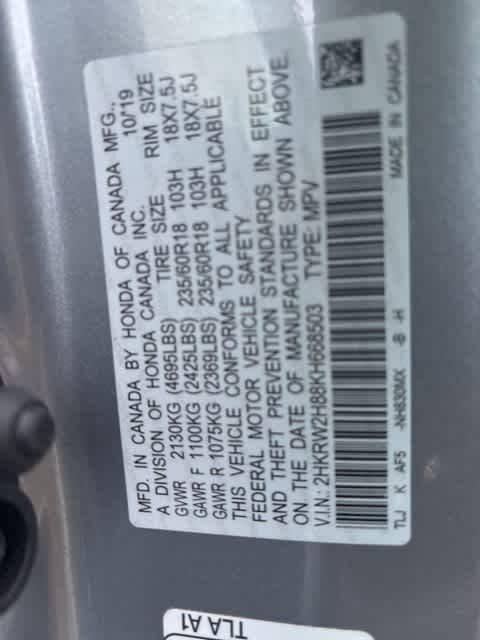 MFD. IN CANADA BY HONDA OF CANADA MFG.,
A DIVISION OF HONDA CANADA INC. 10/19
TIRE SIZE RIM SIZE
GVWR 2130KG (4695LBS)
GAWR F 1100KG (2425LBS) 235/60R18 103H 18X7.5J
GAWR R 1075KG (2369LBS) 235/60R18 103H 18X7.5J
THIS VEHICLE CONFORMS TO ALL APPLICABLE
FEDERAL MOTOR VEHICLE SAFETY
AND THEFT PREVENTION STANDARDS IN EFFECT
ON THE DATE OF MANUFACTURE SHOWN ABOVE.
V.I.N.: 2HKRW2H88KH668503 TYPE: MPV
TLJ K AF5 -NH830MX -B -H MADE IN CANADA
TLA A1